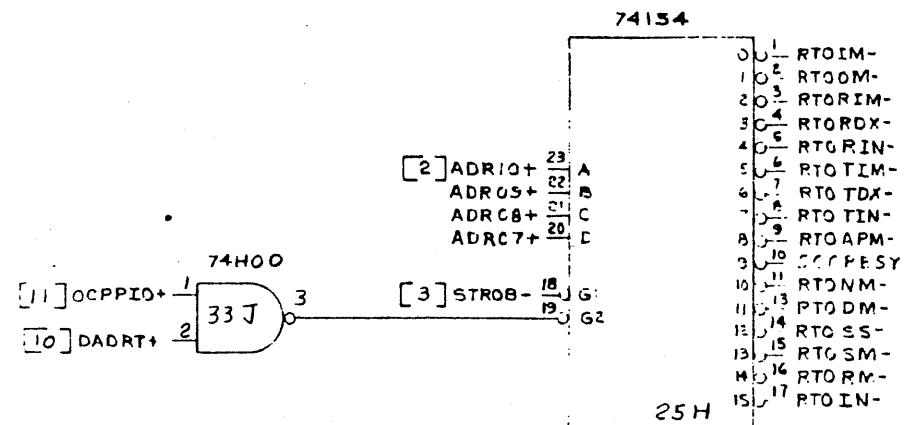 74154
0 1 RTOIM-
1 2 RTOOM-
2 3 RTORIM-
3 4 RTORDX-
4 5 RTORIN-
5 6 RTOTIM-
6 7 RTOTDX-
7 8 RTOTIN-
8 9 RTOAPM-
9 10
10 11 RTONM-
11 13 RTODM-
12 14 RTOSS-
13 15 RTOSM-
14 16 RTORM-
15 17 RTOIN-
[2] ADR10+ 23 A
ADR09+ 22 B
ADR08+ 21 C
ADR07+ 20 D
[3] STROB- 18 G1
19 G2
25H
74H00
[11] OCPPIO+ 1
33J 3
[10] DADRT+ 2